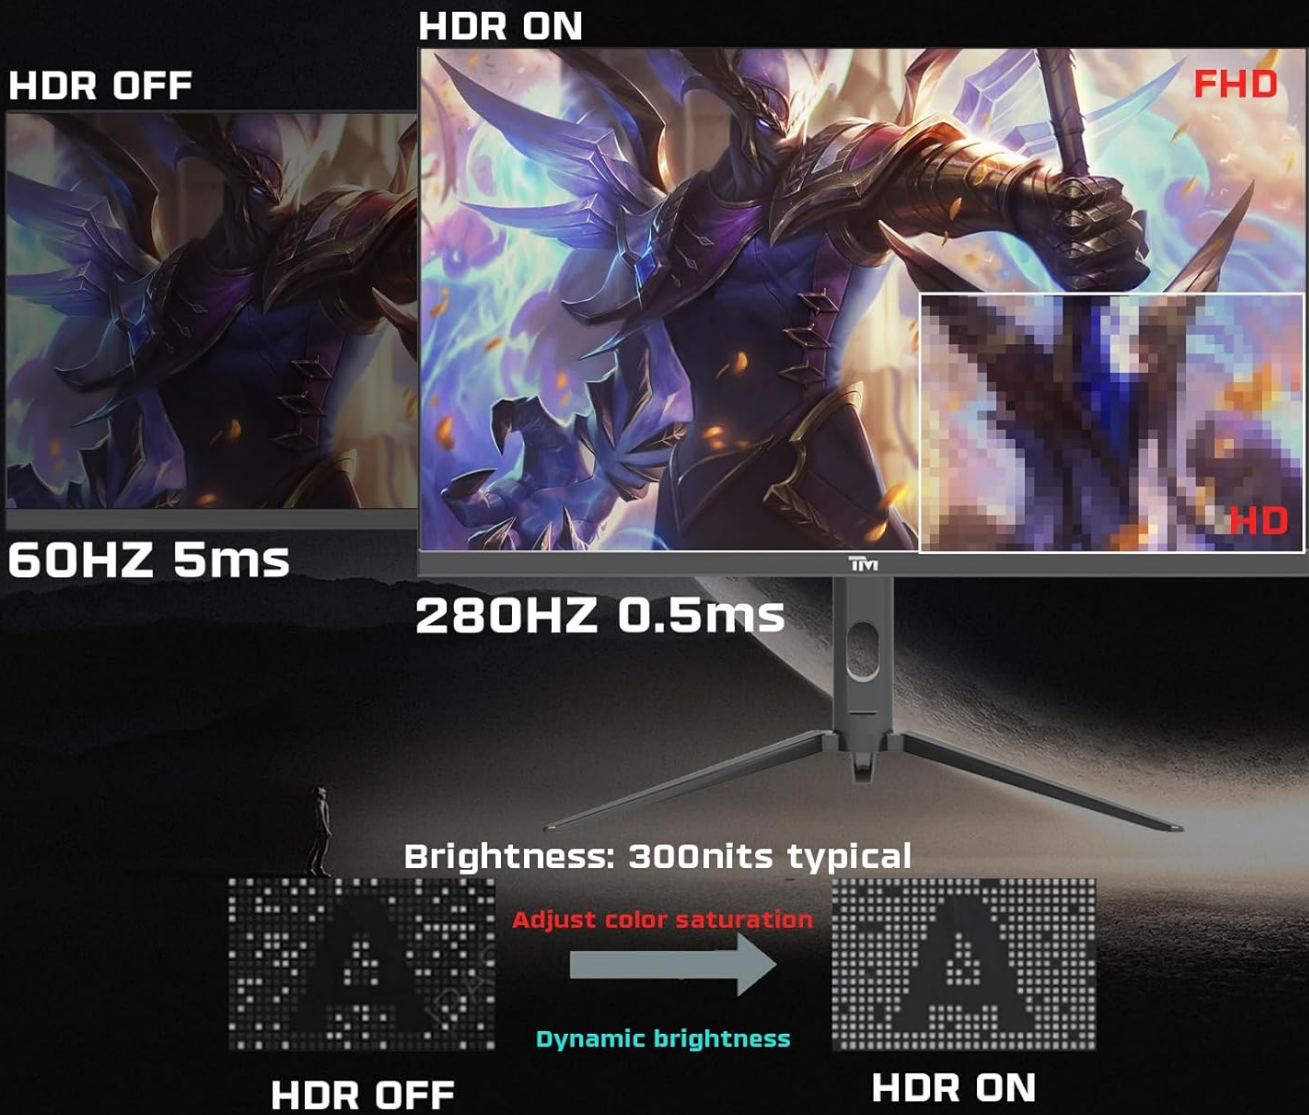 HDR ON
HDR OFF
FHD
HD
TM
60HZ 5ms
280HZ 0.5ms
Brightness: 300nits typical
Adjust color saturation
Dynamic brightness
HDR OFF
HDR ON